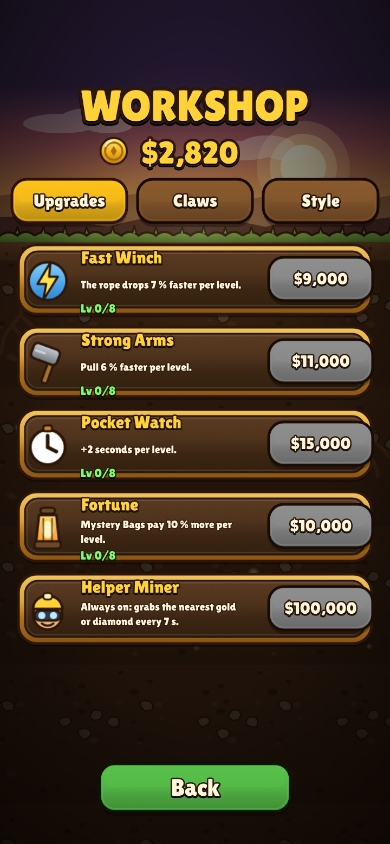 WORKSHOP
$2,820
Upgrades
Claws
Style
Fast Winch
The rope drops 7 % faster per level.
Lv 0/8
$9,000
Strong Arms
Pull 6 % faster per level.
Lv 0/8
$11,000
Pocket Watch
+2 seconds per level.
Lv 0/8
$15,000
Fortune
Mystery Bags pay 10 % more per
level.
Lv 0/8
$10,000
Helper Miner
Always on: grabs the nearest gold
or diamond every 7 s.
$100,000
Back